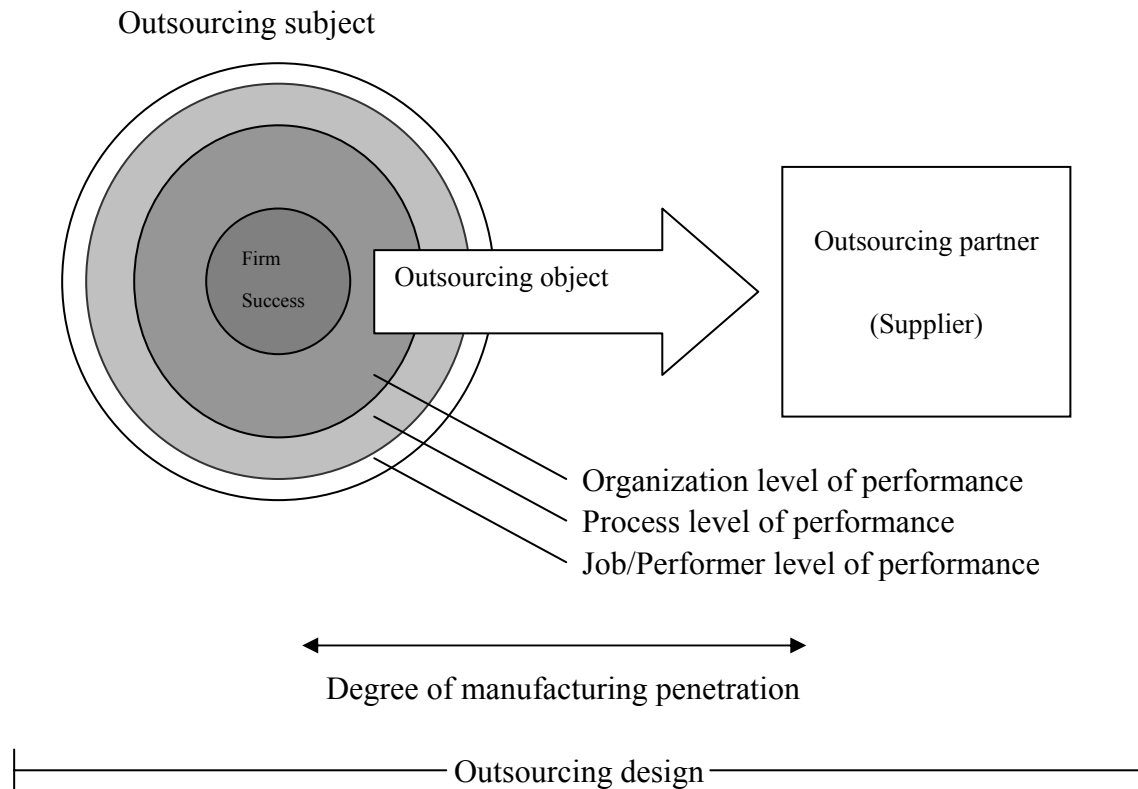 Outsourcing subject
Firm
Success
Outsourcing object
Outsourcing partner
(Supplier)
Organization level of performance
Process level of performance
Job/Performer level of performance
Degree of manufacturing penetration
Outsourcing design